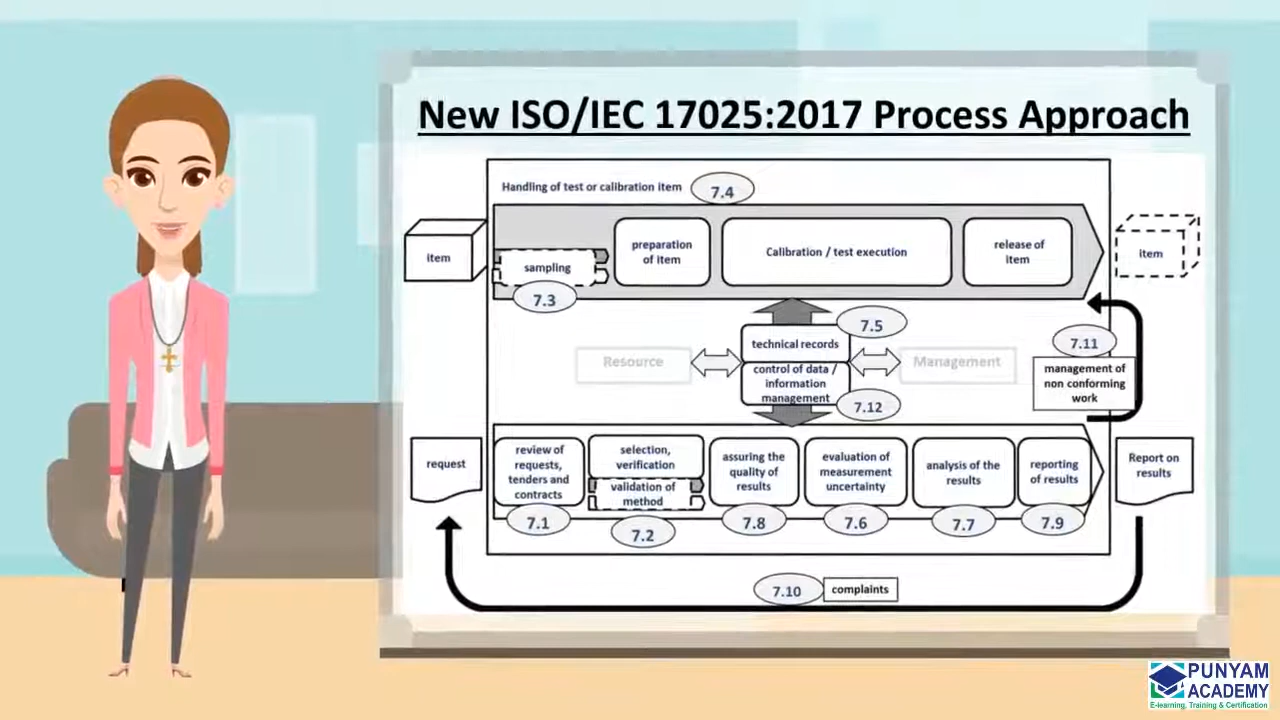 New ISO/IEC 17025:2017 Process Approach
Handling of test or calibration item
7.4
item
sampling
7.3
preparation
of item
Calibration / test execution
release of
item
item
7.5
technical records
Resource
Management
control of data /
information
management
7.12
7.11
management of
non conforming
work
request
review of
requests,
tenders and
contracts
7.1
selection,
verification
validation of
method
7.2
assuring the
quality of
results
7.8
evaluation of
measurement
uncertainty
7.6
analysis of the
results
7.7
reporting
of results
7.9
Report on
results
7.10
complaints
PUNYAM
ACADEMY
E-learning, Training & Certification